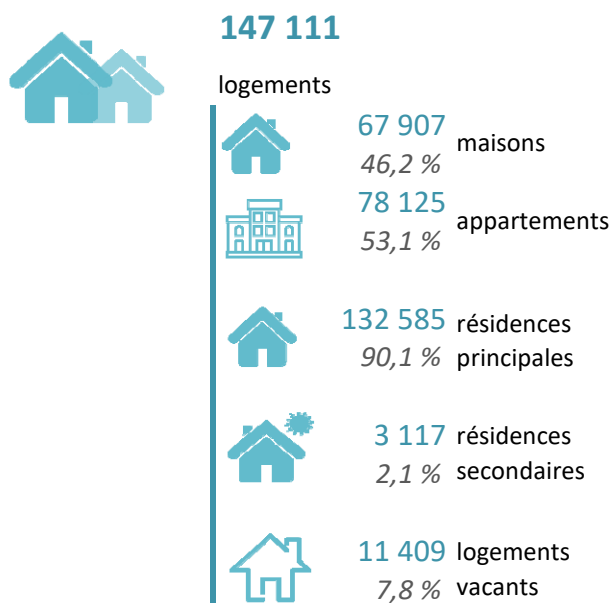 147 111
logements
67 907
46,2 %
maisons
78 125
53,1 %
appartements
132 585 résidences
90,1 % principales
3 117 résidences
2,1 % secondaires
11 409 logements
7,8 % vacants